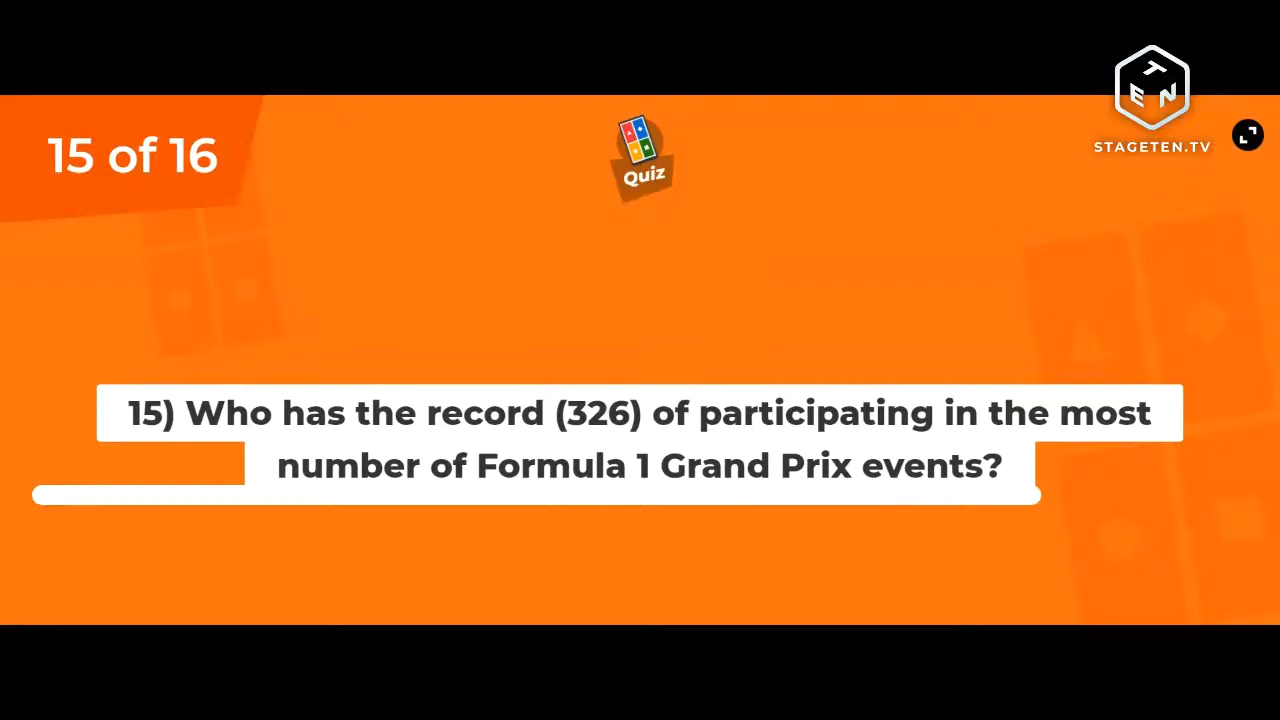 TEN
STAGETEN.TV
15 of 16
Quiz
15) Who has the record (326) of participating in the most
number of Formula 1 Grand Prix events?